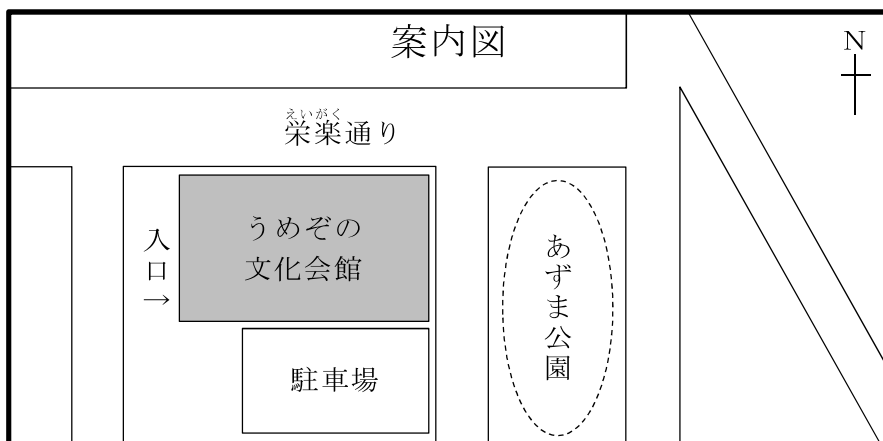 案内図
N
えいがく
栄楽通り
入口→
うめぞの
文化会館
あずま公園
駐車場